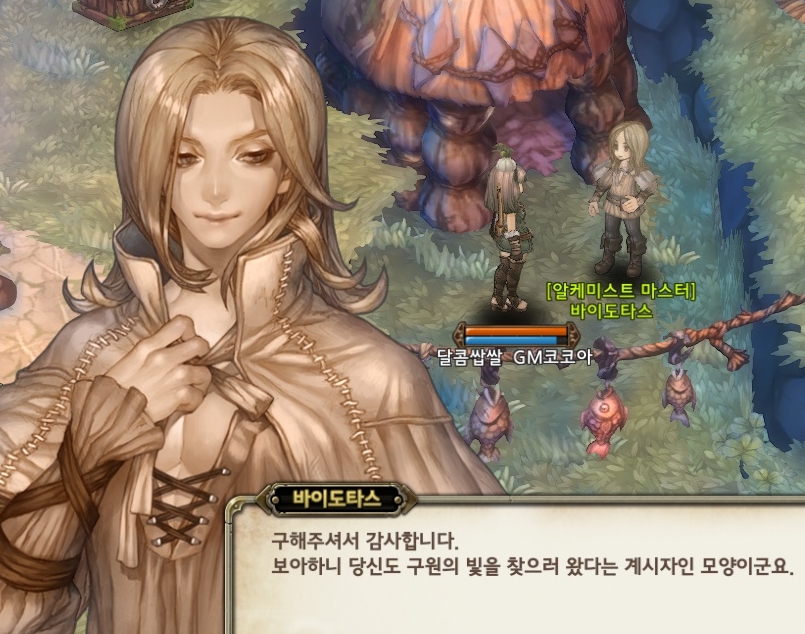 [알케미스트 마스터]
바이도타스
달콤쌉쌀 GM코코아
바이도타스
구해주셔서 감사합니다.
보아하니 당신도 구원의 빛을 찾으러 왔다는 계시자인 모양이군요.